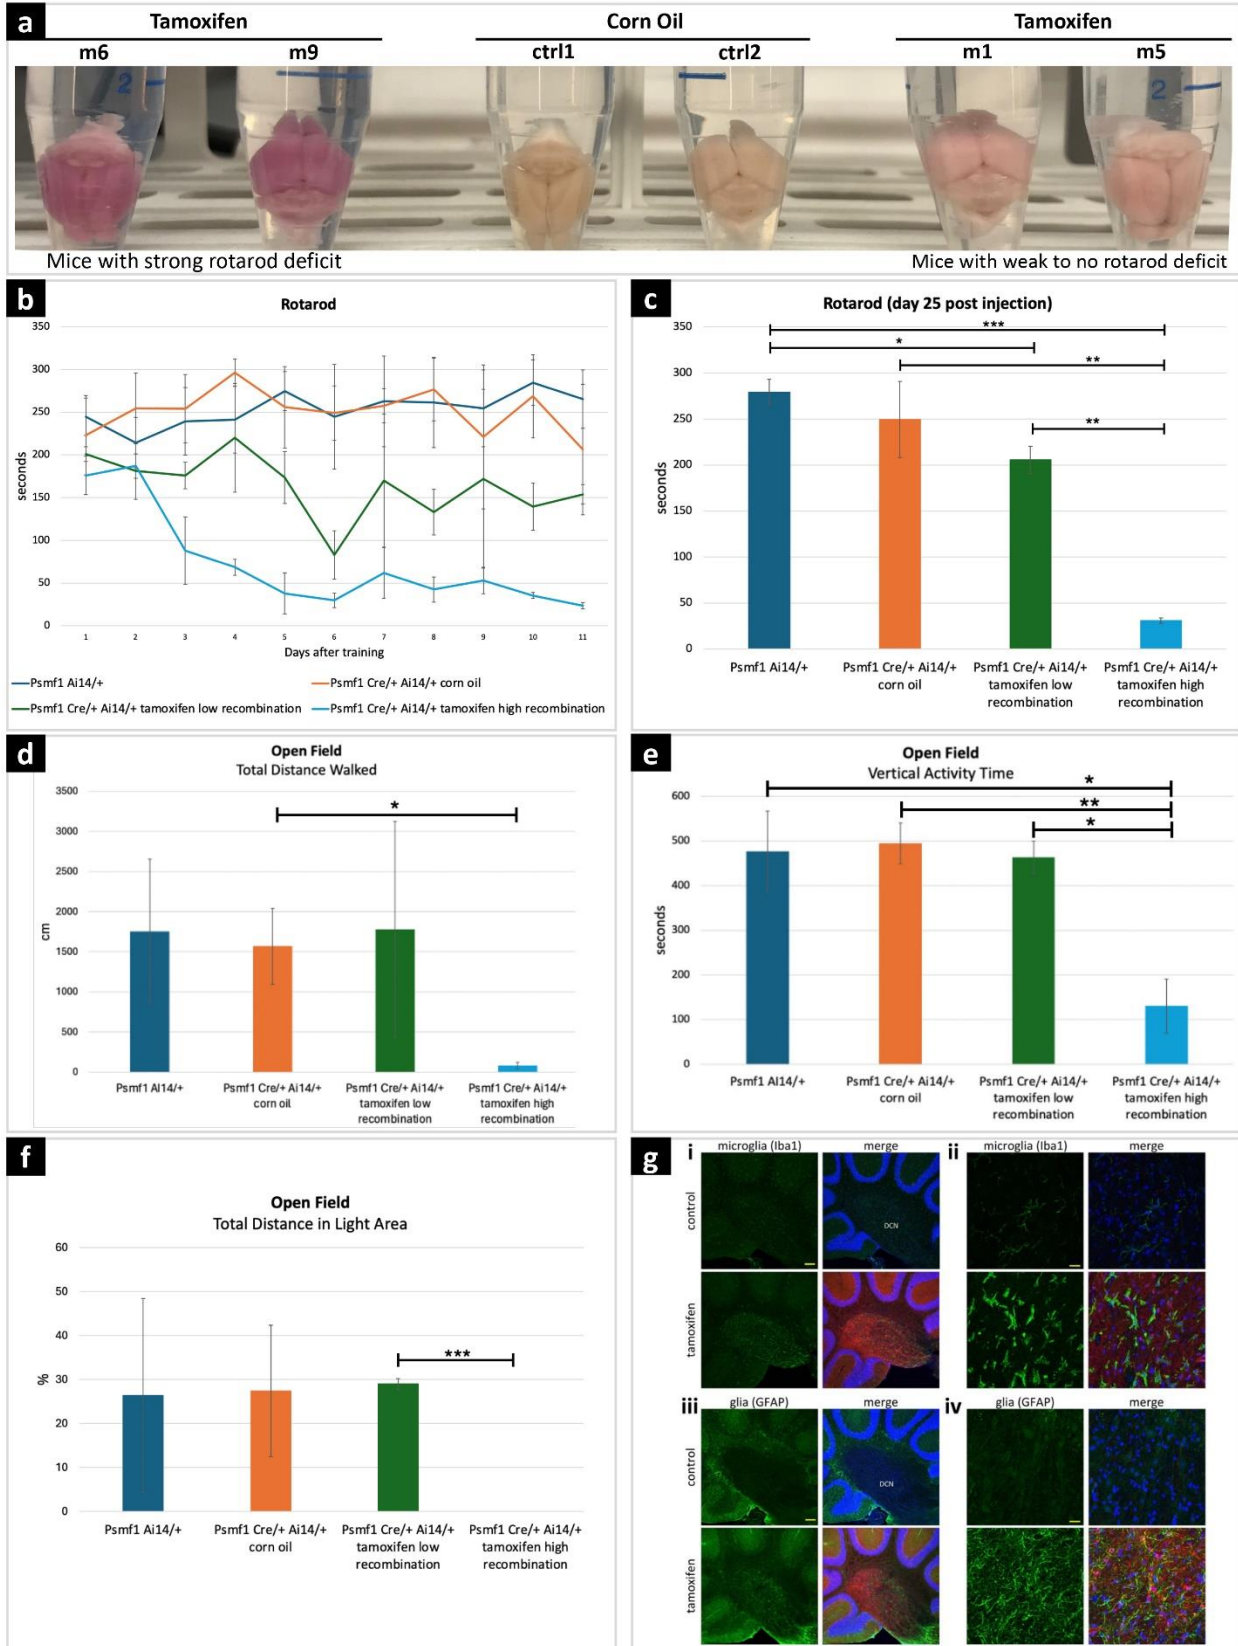 a
Tamoxifen
Corn Oil
Tamoxifen
m6
m9
ctrl1
ctrl2
m1
m5
2
2
Mice with strong rotarod deficit
Mice with weak to no rotarod deficit
b
Rotarod
350
300
250
200
150
100
50
0
seconds
1 2 3 4 5 6 7 8 9 10 11
Days after training
Psmf1 Ai14/+
Psmf1 Cre/+ Ai14/+ corn oil
Psmf1 Cre/+ Ai14/+ tamoxifen low recombination
Psmf1 Cre/+ Ai14/+ tamoxifen high recombination
c
Rotarod (day 25 post injection)
350
300
250
200
150
100
50
0
seconds
***
*
**
**
Psmf1 Ai14/+
Psmf1 Cre/+ Ai14/+
corn oil
Psmf1 Cre/+ Ai14/+
tamoxifen low
recombination
Psmf1 Cre/+ Ai14/+
tamoxifen high
recombination
d
Open Field
Total Distance Walked
3500
3000
2500
2000
1500
1000
500
0
cm
*
Psmf1 AI14/+
Psmf1 Cre/+ Ai14/+
corn oil
Psmf1 Cre/+ Ai14/+
tamoxifen low
recombination
Psmf1 Cre/+ Ai14/+
tamoxifen high
recombination
e
Open Field
Vertical Activity Time
600
500
400
300
200
100
0
seconds
*
**
*
Psmf1 Ai14/+
Psmf1 Cre/+ Ai14/+
corn oil
Psmf1 Cre/+ Ai14/+
tamoxifen low
recombination
Psmf1 Cre/+ Ai14/+
tamoxifen high
recombination
f
Open Field
Total Distance in Light Area
60
50
40
30
20
10
0
%
***
Psmf1 Ai14/+
Psmf1 Cre/+ Ai14/+
corn oil
Psmf1 Cre/+ Ai14/+
tamoxifen low
recombination
Psmf1 Cre/+ Ai14/+
tamoxifen high
recombination
g
i
microglia (Iba1)
merge
control
DCN
tamoxifen
ii
microglia (Iba1)
merge
control
tamoxifen
iii
glia (GFAP)
merge
control
DCN
tamoxifen
iv
glia (GFAP)
merge
control
tamoxifen